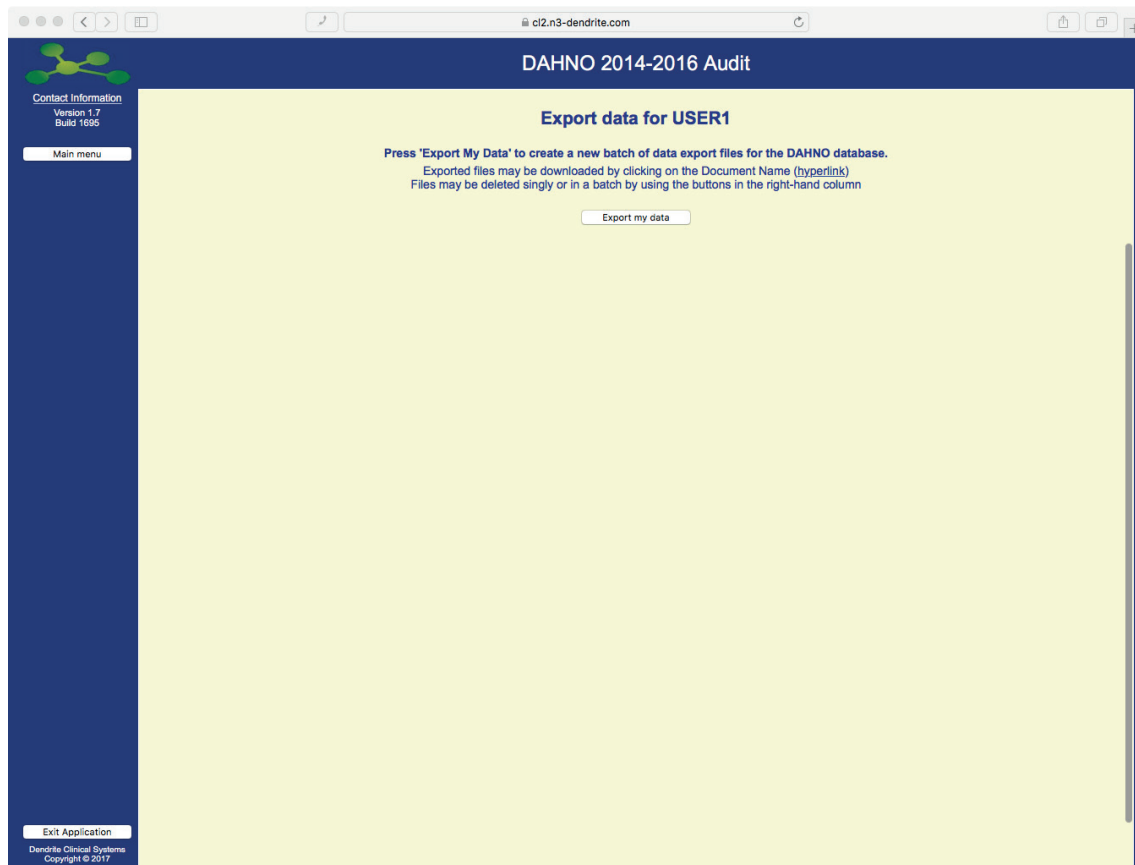 cl2.n3-dendrite.com
DAHNO 2014-2016 Audit
Contact Information
Version 1.7
Build 1695
Main menu
Export data for USER1
Press 'Export My Data' to create a new batch of data export files for the DAHNO database.
Exported files may be downloaded by clicking on the Document Name (hyperlink)
Files may be deleted singly or in a batch by using the buttons in the right-hand column
Export my data
Exit Application
Dendrite Clinical Systems
Copyright © 2017